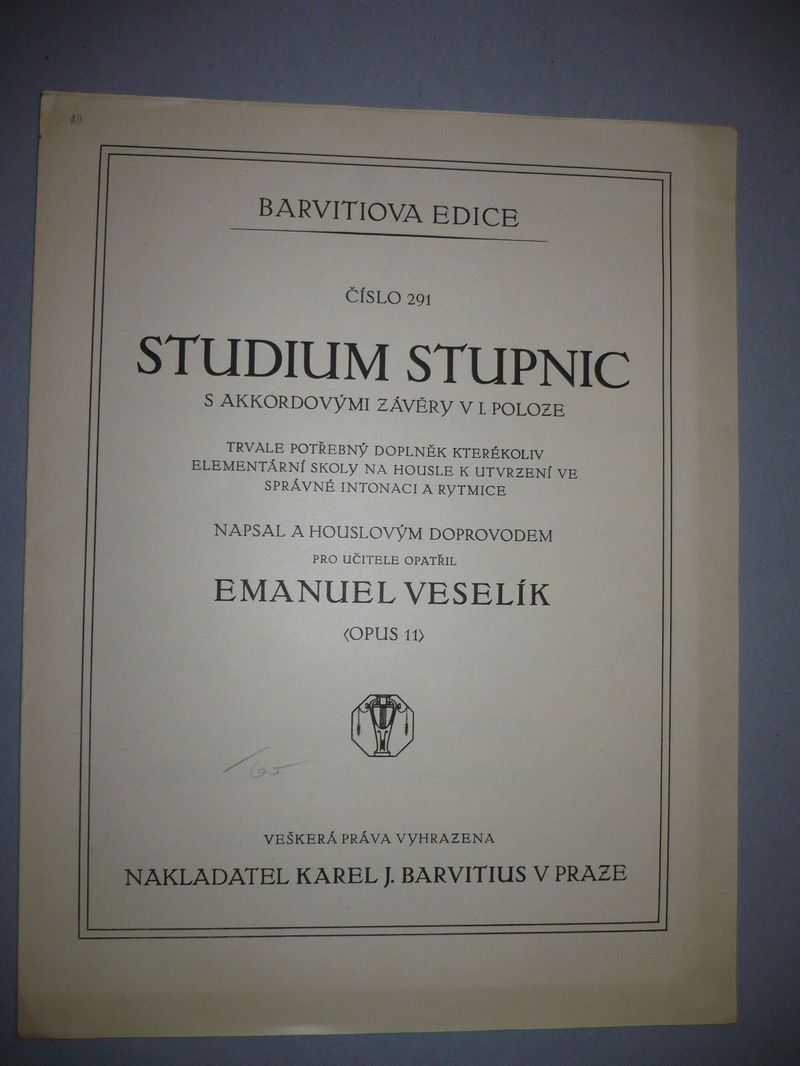 49
BARVITIOVA EDICE
ČÍSLO 291
STUDIUM STUPNIC
S AKKORDOVÝMI ZÁVĚRY V I. POLOZE
TRVALE POTŘEBNÝ DOPLNĚK KTERÉKOLIV
ELEMENTÁRNÍ SKOLY NA HOUSLE K UTVRZENÍ VE
SPRÁVNÉ INTONACI A RYTMICE
NAPSAL A HOUSLOVÝM DOPROVODEM
PRO UČITELE OPATŘIL
EMANUEL VESELÍK
⟨OPUS 11⟩
VEŠKERÁ PRÁVA VYHRAZENA
NAKLADATEL KAREL J. BARVITIUS V PRAZE